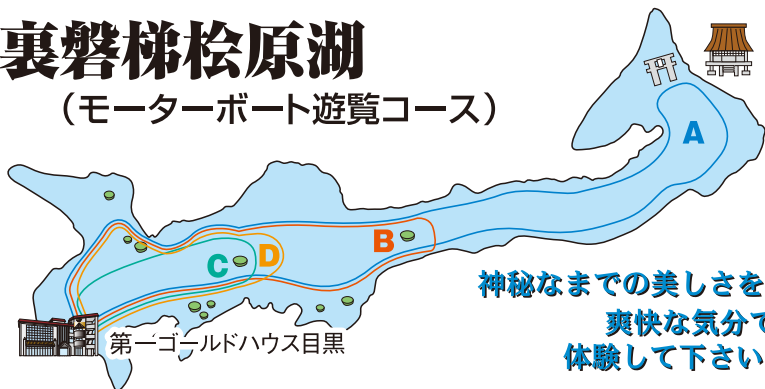 裏磐梯桧原湖
（モーターボート遊覧コース）
A
B
C
D
第一ゴールドハウス目黒
神秘なまでの美しさを
爽快な気分で
体験して下さい